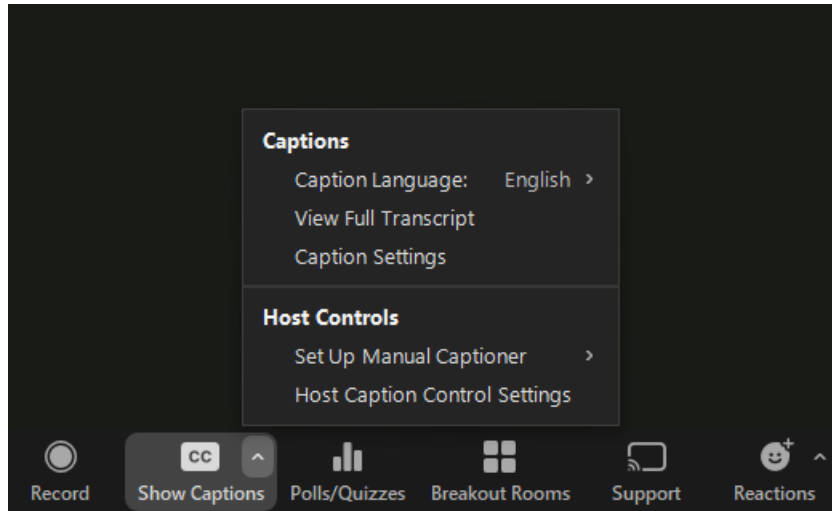 Captions
Caption Language: English >
View Full Transcript
Caption Settings
Host Controls
Set Up Manual Captioner >
Host Caption Control Settings
CC
Record Show Captions Polls/Quizzes Breakout Rooms Support Reactions